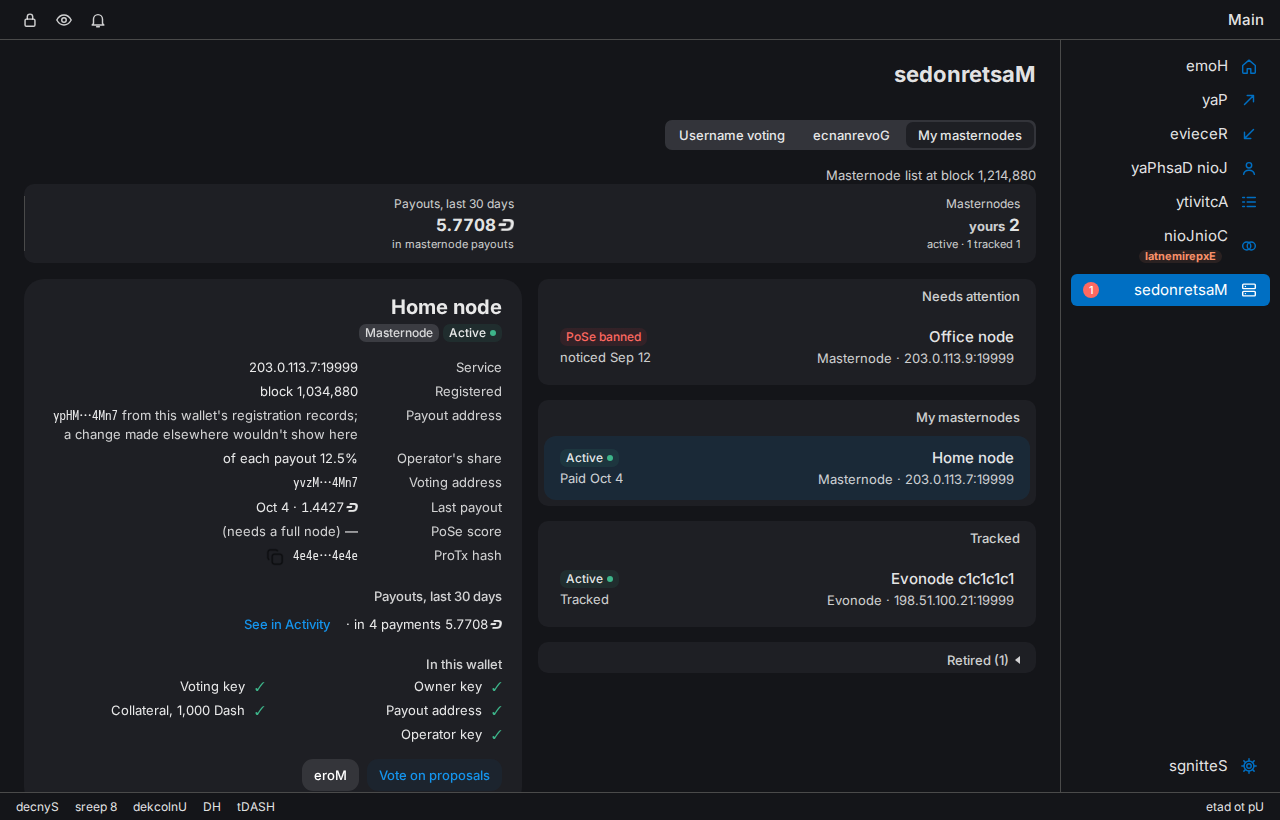 Main
emoH
yaP
evieceR
yaPhsaD nioJ
ytivitcA
nioJnioC
latnemirepxE
sedonretsaM
1
sgnitteS
sedonretsaM
My masternodes
ecnanrevoG
Username voting
Masternode list at block 1,214,880
Masternodes
yours 2
active · 1 tracked 1
Payouts, last 30 days
5.7708
in masternode payouts
Needs attention
Office node
PoSe banned
Masternode · 203.0.113.9:19999
noticed Sep 12
My masternodes
Home node
Active
Masternode · 203.0.113.7:19999
Paid Oct 4
Tracked
Evonode c1c1c1c1
Active
Evonode · 198.51.100.21:19999
Tracked
Retired (1)
Home node
Active
Masternode
Service
203.0.113.7:19999
Registered
block 1,034,880
Payout address
ypHM…4Mn7 from this wallet's registration records;
a change made elsewhere wouldn't show here
Operator's share
of each payout 12.5%
Voting address
yvzM…4Mn7
Last payout
Oct 4 · 1.4427
PoSe score
(needs a full node) —
ProTx hash
4e4e…4e4e
Payouts, last 30 days
· in 4 payments 5.7708
See in Activity
In this wallet
✓ Owner key
✓ Voting key
✓ Payout address
✓ Collateral, 1,000 Dash
✓ Operator key
Vote on proposals
eroM
decnyS
sreep 8
dekcolnU
DH
tDASH
etad ot pU